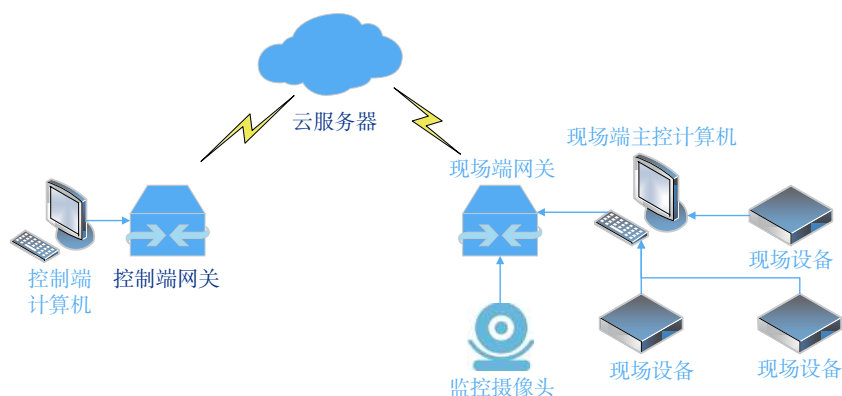 云服务器
现场端主控计算机
现场端网关
控制端
计算机
控制端网关
现场设备
监控摄像头
现场设备
现场设备